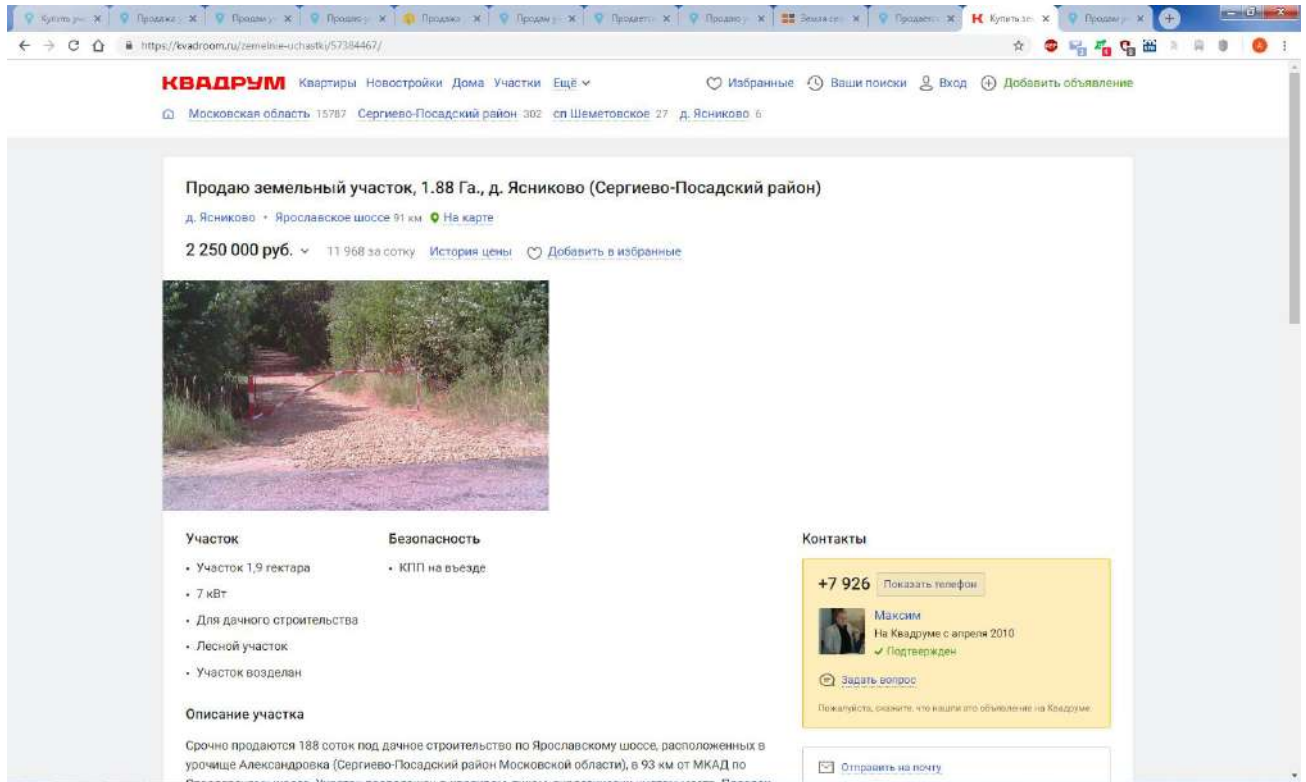 https://kvadroom.ru/zemelnie-uchastki/57384467/
КВАДРУМ Квартиры Новостройки Дома Участки Ещё Избранные Ваши поиски Вход Добавить объявление
Московская область 15787 Сергиево-Посадский район 302 сп Шеметовское 27 д. Ясниково 6
Продаю земельный участок, 1.88 Га., д. Ясниково (Сергиево-Посадский район)
д. Ясниково • Ярославское шоссе 91 км На карте
2 250 000 руб. 11 968 за сотку История цены Добавить в избранные
Участок
• Участок 1,9 гектара
• 7 кВт
• Для дачного строительства
• Лесной участок
• Участок возделан
Безопасность
• КПП на въезде
Описание участка
Срочно продаются 188 соток под дачное строительство по Ярославскому шоссе, расположенных в
урочище Александровка (Сергиево-Посадский район Московской области), в 93 км от МКАД по
Контакты
+7 926 Показать телефон
Максим
На Квадруме с апреля 2010
Подтвержден
Задать вопрос
Пожалуйста, скажите, что нашли это объявление на Квадруме
Отправить на почту